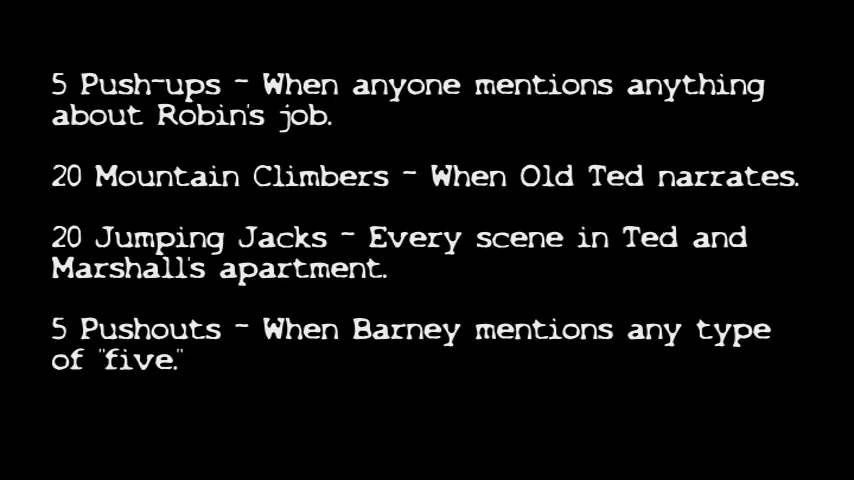 5 Push-ups - When anyone mentions anything
about Robin's job.
20 Mountain Climbers - When Old Ted narrates.
20 Jumping Jacks - Every scene in Ted and
Marshall's apartment.
5 Pushouts - When Barney mentions any type
of "five."